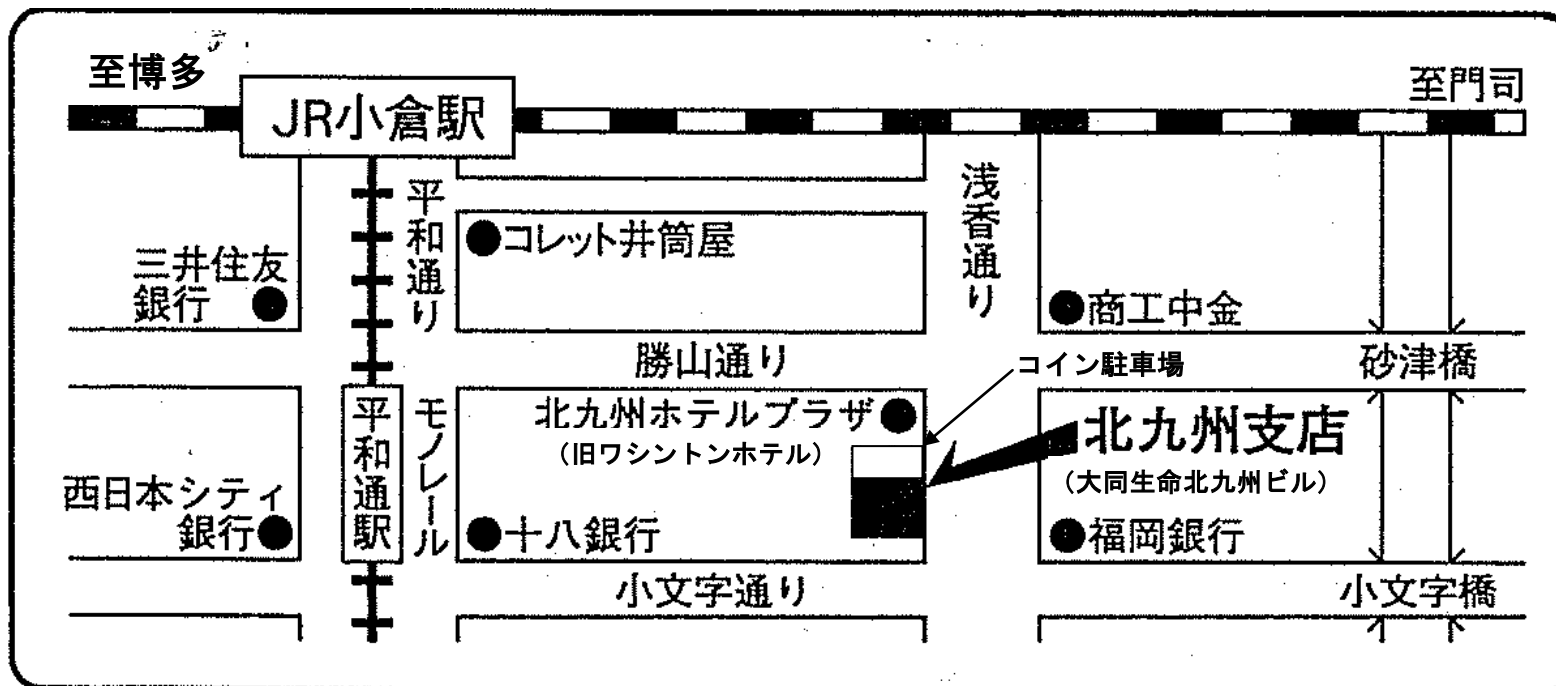 至博多
至門司
JR小倉駅
平和通り
浅香通り
コレット井筒屋
三井住友
銀行
商工中金
勝山通り
コイン駐車場
砂津橋
平和通駅
モノレール
北九州ホテルプラザ
（旧ワシントンホテル）
北九州支店
（大同生命北九州ビル）
西日本シティ
銀行
十八銀行
福岡銀行
小文字通り
小文字橋